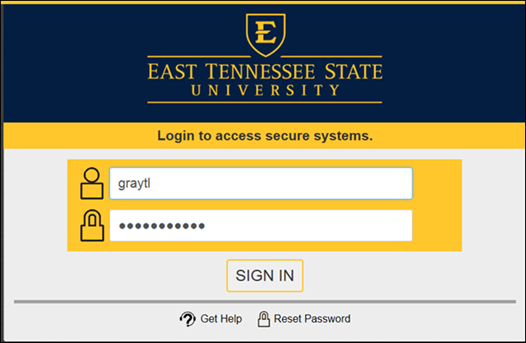 E
EAST TENNESSEE STATE
UNIVERSITY
Login to access secure systems.
graytl
●●●●●●●●●●●
SIGN IN
Get Help Reset Password